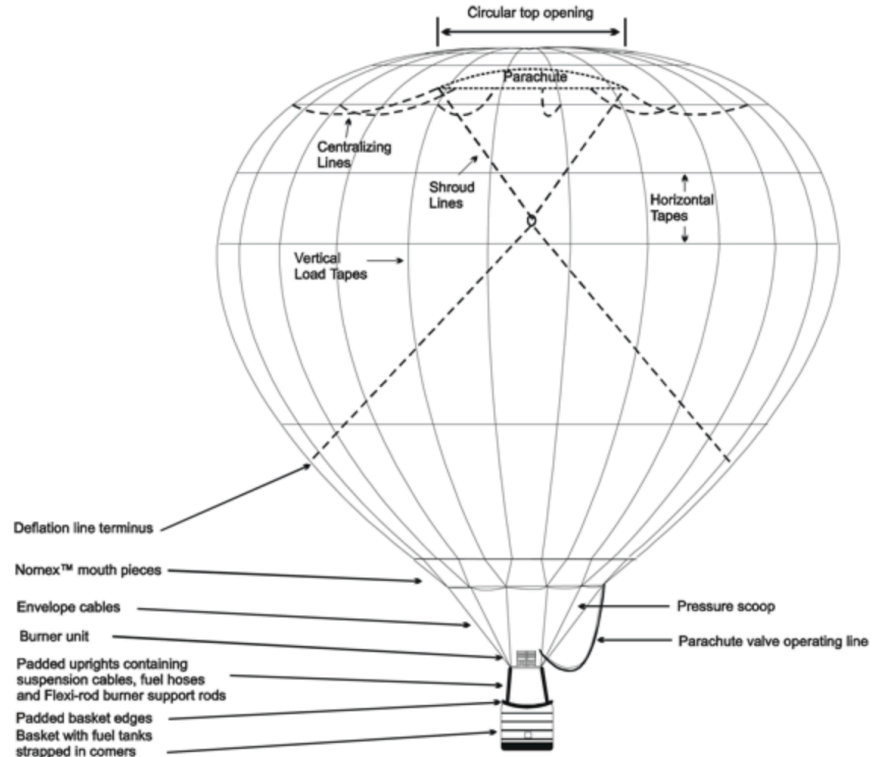 Circular top opening
Parachute
Centralizing
Lines
Shroud
Lines
Horizontal
Tapes
Vertical
Load Tapes
Deflation line terminus
Nomex™ mouth pieces
Envelope cables
Pressure scoop
Burner unit
Parachute valve operating line
Padded uprights containing
suspension cables, fuel hoses
and Flexi-rod burner support rods
Padded basket edges
Basket with fuel tanks
strapped in corners